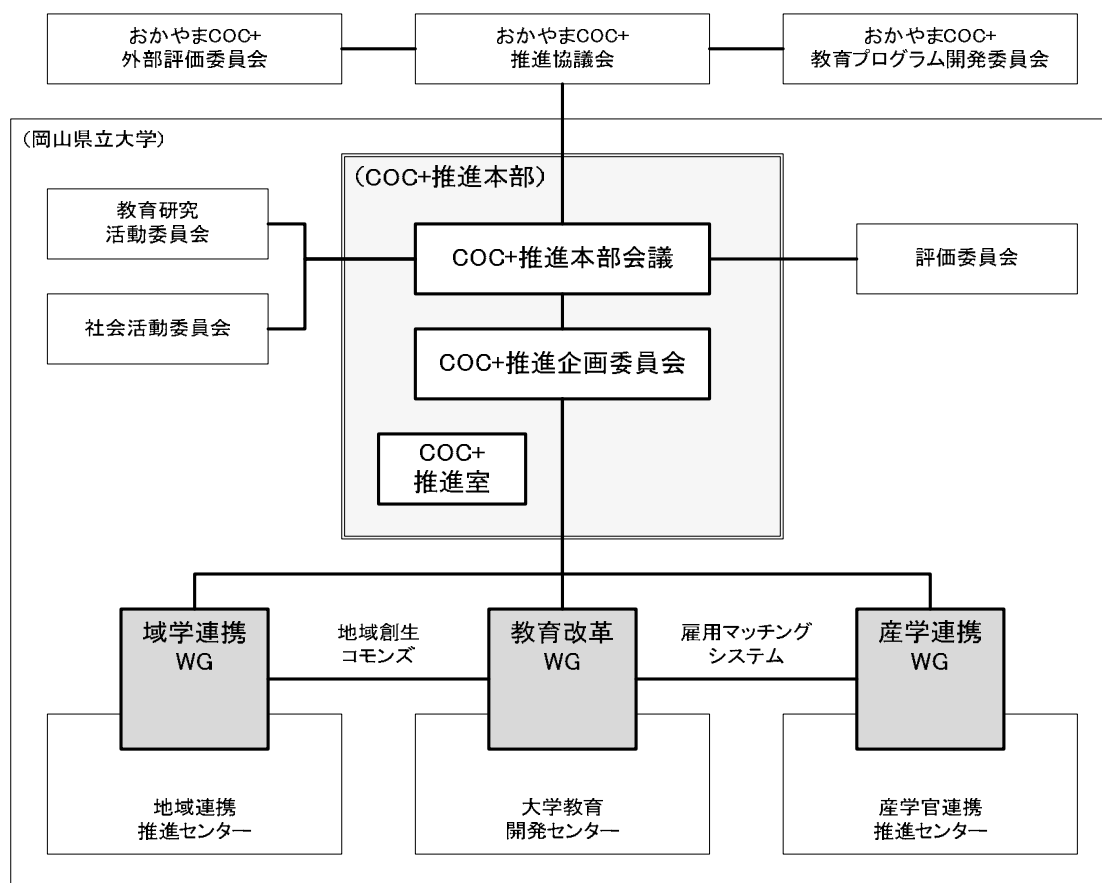 おかやまCOC+
外部評価委員会
おかやまCOC+
推進協議会
おかやまCOC+
教育プログラム開発委員会
(岡山県立大学)
(COC+推進本部)
教育研究
活動委員会
COC+推進本部会議
評価委員会
社会活動委員会
COC+推進企画委員会
COC+
推進室
域学連携
WG
地域創生
コモンズ
教育改革
WG
雇用マッチング
システム
産学連携
WG
地域連携
推進センター
大学教育
開発センター
産学官連携
推進センター